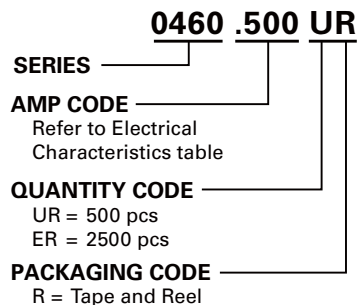 0460 .500 UR
SERIES
AMP CODE
Refer to Electrical
Characteristics table
QUANTITY CODE
UR = 500 pcs
ER = 2500 pcs
PACKAGING CODE
R = Tape and Reel